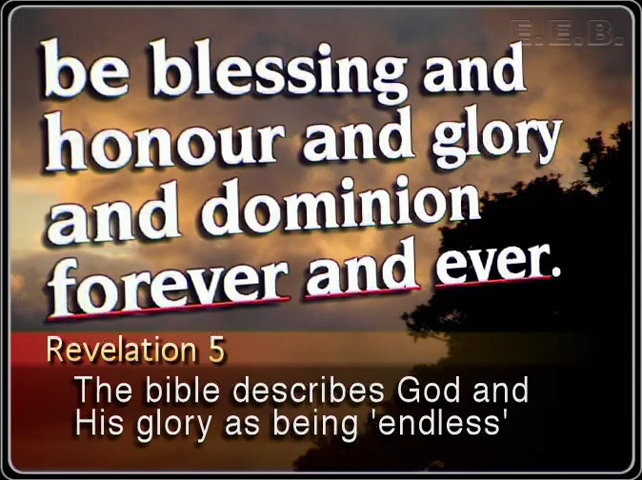 E.E.B.
be blessing and
honour and glory
and dominion
forever and ever.
Revelation 5
The bible describes God and
His glory as being 'endless'